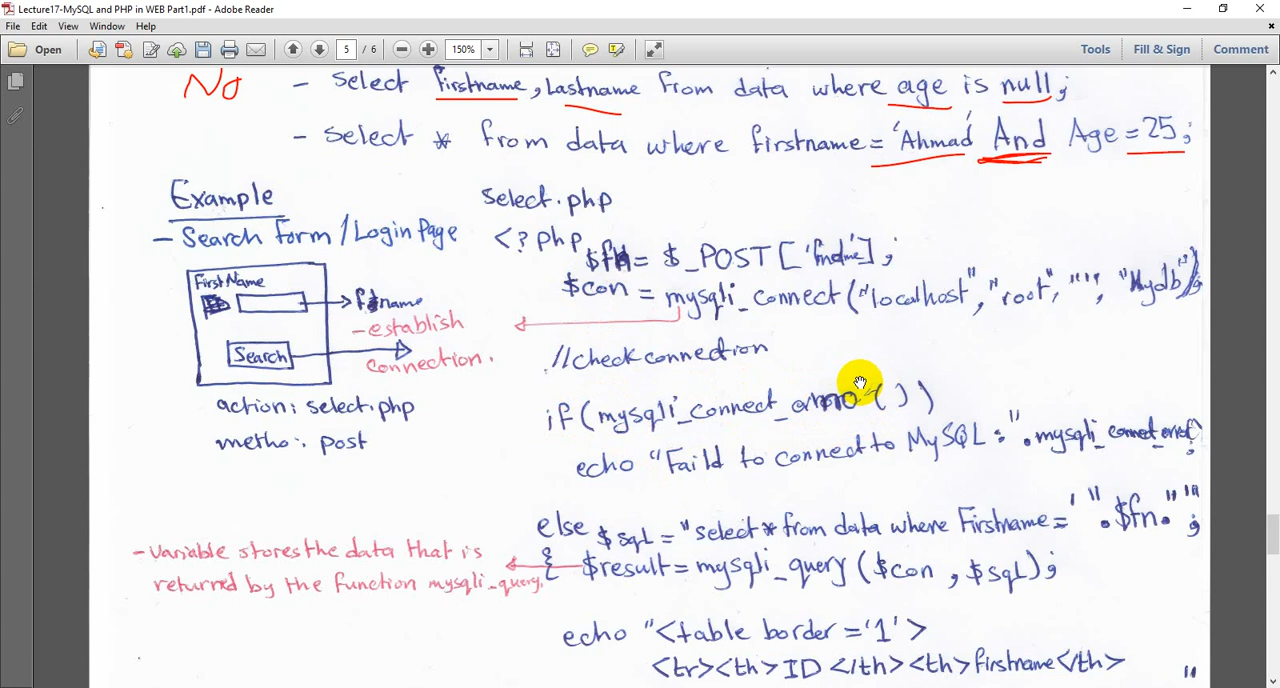 Lecture17-MySQL and PHP in WEB Part1.pdf - Adobe Reader
File Edit View Window Help
Open 5 / 6 150% Tools Fill & Sign Comment
No - select firstname, Lastname from data where age is null;
- select * from data where firstname = 'Ahmad' And Age = 25;
Example
- Search form / Login Page
First Name
Search
action: select.php
metho: post
- establish
connection.
select.php
<? php
$con = mysqli_connect("localhost", "root", "", "Mydb");
//check connection
if (mysqli_connect_errno())
echo "Faild to connect to MySQL :". 
else $sql = "select * from data where Firstname = '".$fn."'";
{ $result = mysqli_query($con, $sqL);
- Variable stores the data that is
returned by the function mysqli_query.
echo "<table border = '1'>
<tr><th> ID </th><th> firstname </th>
"